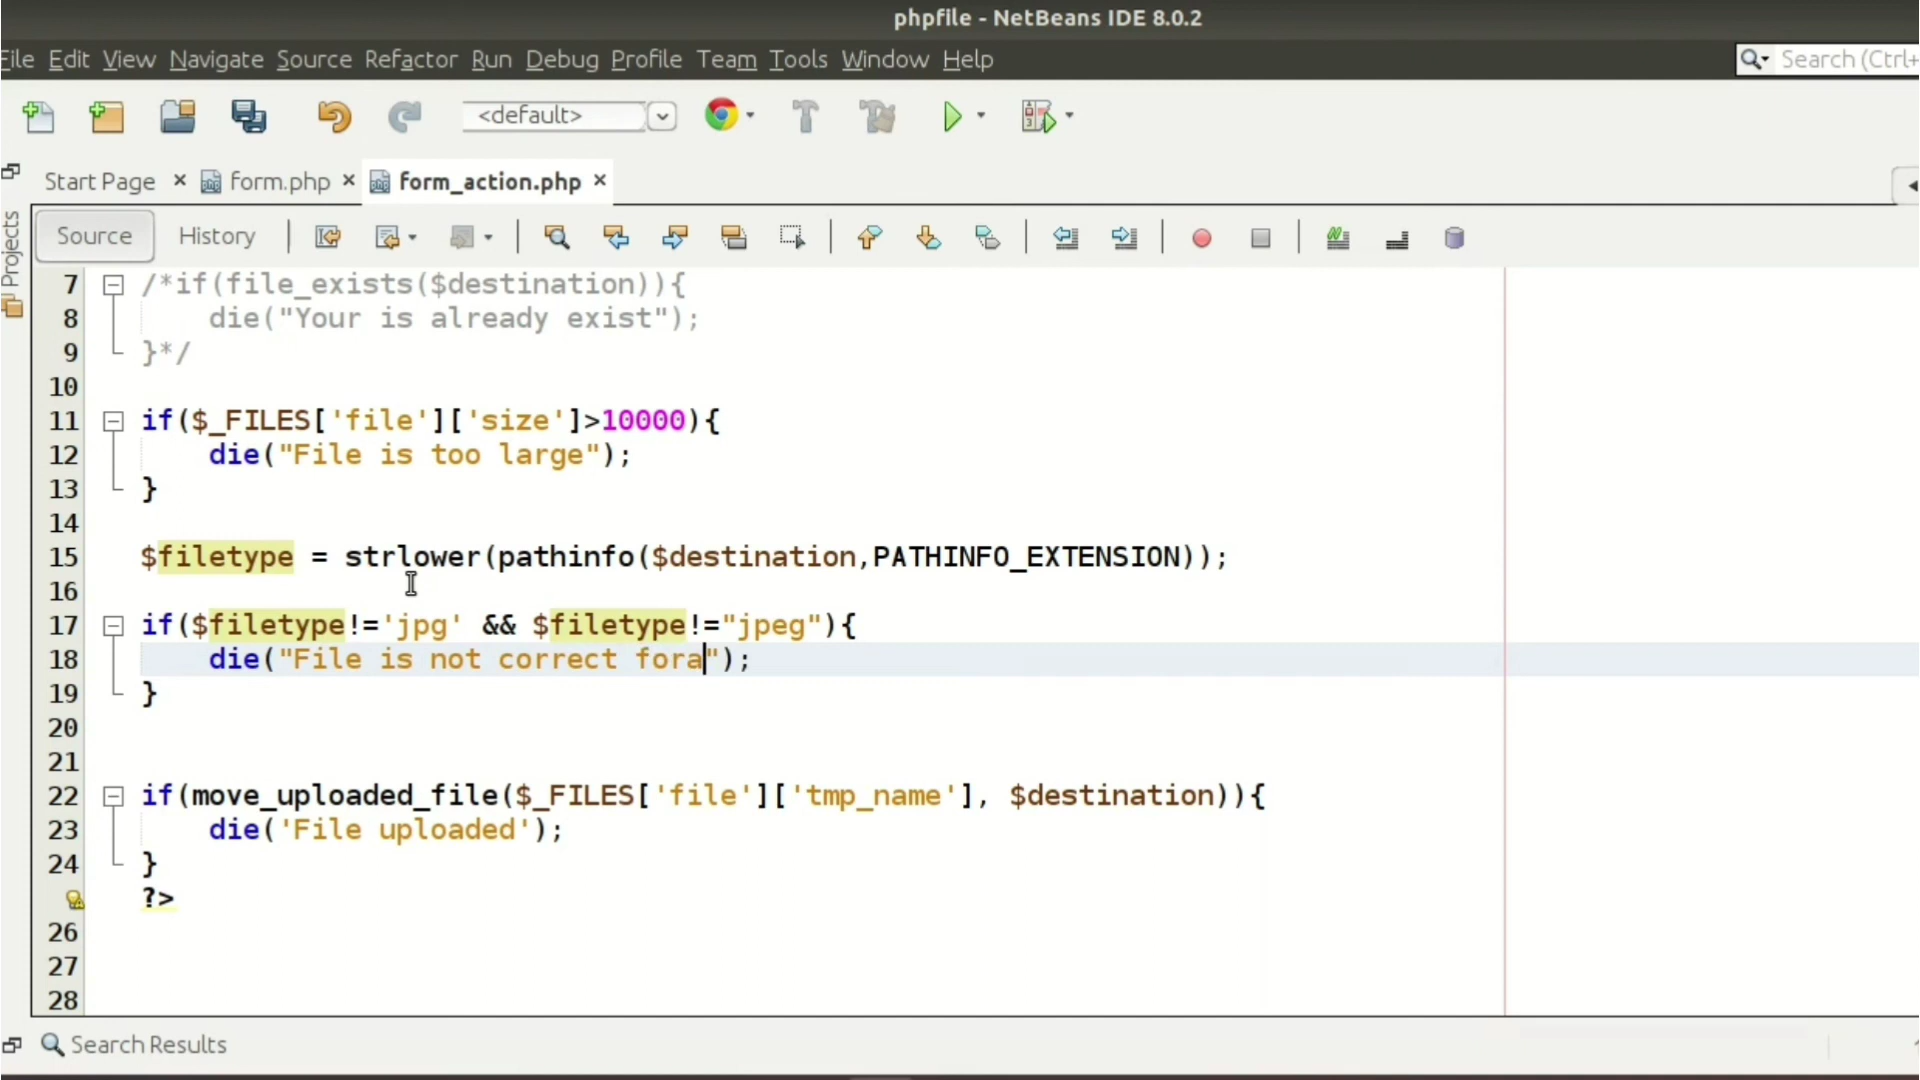 phpfile - NetBeans IDE 8.0.2
File Edit View Navigate Source Refactor Run Debug Profile Team Tools Window Help
Search (Ctrl+
<default>
Start Page
form.php
form_action.php
Projects
Source History
7 /*if(file_exists($destination)){
8 die("Your is already exist");
9 }*/
10
11 if($_FILES['file']['size']>10000){
12 die("File is too large");
13 }
14
15 $filetype = strlower(pathinfo($destination,PATHINFO_EXTENSION));
16
17 if($filetype!='jpg' && $filetype!="jpeg"){
18 die("File is not correct fora");
19 }
20
21
22 if(move_uploaded_file($_FILES['file']['tmp_name'], $destination)){
23 die('File uploaded');
24 }
?>
26
27
28
Search Results